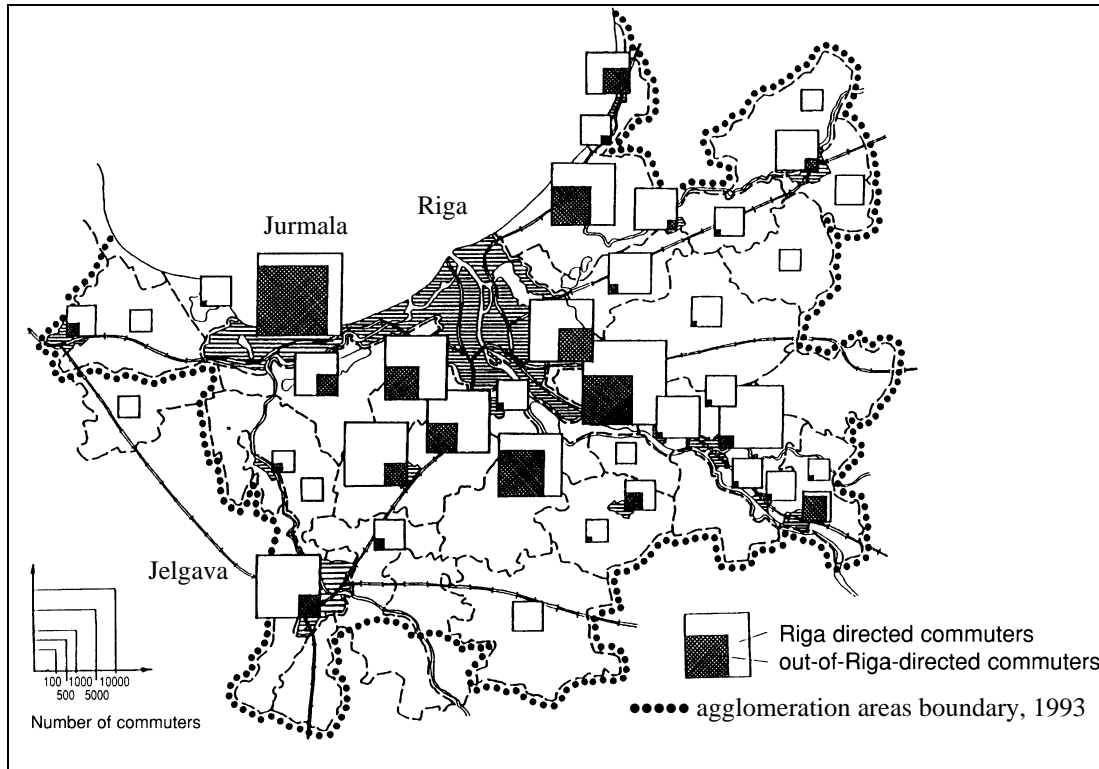 Riga
Jurmala
Jelgava
100 1000 10000
500 5000
Number of commuters
Riga directed commuters
out-of-Riga-directed commuters
agglomeration areas boundary, 1993